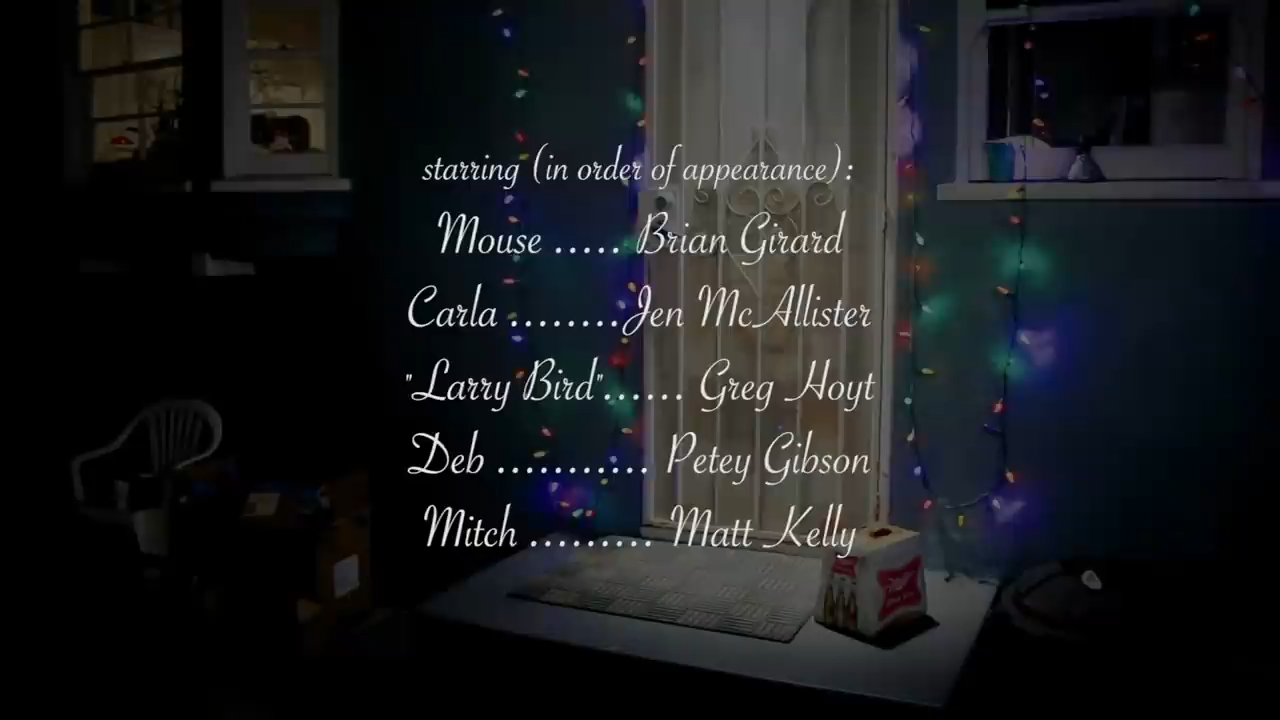 starring (in order of appearance):
Mouse ..... Brian Girard
Carla ........Jen McAllister
"Larry Bird"...... Greg Hoyt
Deb ........... Petey Gibson
Mitch ......... Matt Kelly
Miller